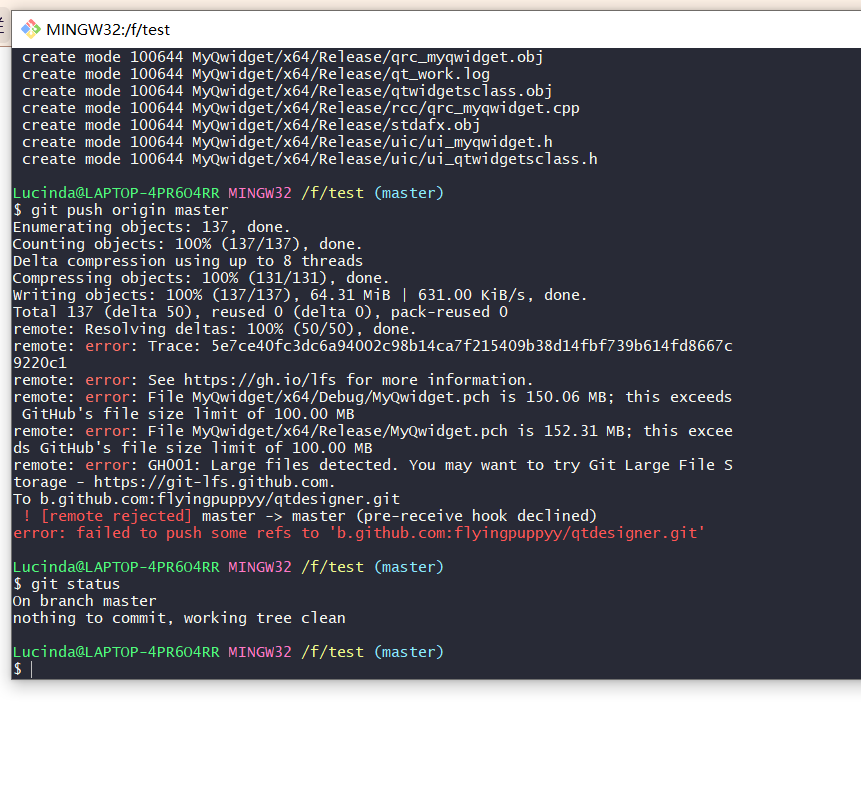 MINGW32:/f/test
create mode 100644 MyQwidget/x64/Release/qrc_myqwidget.obj
create mode 100644 MyQwidget/x64/Release/qt_work.log
create mode 100644 MyQwidget/x64/Release/qtwidgetsclass.obj
create mode 100644 MyQwidget/x64/Release/rcc/qrc_myqwidget.cpp
create mode 100644 MyQwidget/x64/Release/stdafx.obj
create mode 100644 MyQwidget/x64/Release/uic/ui_myqwidget.h
create mode 100644 MyQwidget/x64/Release/uic/ui_qtwidgetsclass.h
Lucinda@LAPTOP-4PR6O4RR MINGW32 /f/test (master)
$ git push origin master
Enumerating objects: 137, done.
Counting objects: 100% (137/137), done.
Delta compression using up to 8 threads
Compressing objects: 100% (131/131), done.
Writing objects: 100% (137/137), 64.31 MiB | 631.00 KiB/s, done.
Total 137 (delta 50), reused 0 (delta 0), pack-reused 0
remote: Resolving deltas: 100% (50/50), done.
remote: error: Trace: 5e7ce40fc3dc6a94002c98b14ca7f215409b38d14fbf739b614fd8667c
9220c1
remote: error: See https://gh.io/lfs for more information.
remote: error: File MyQwidget/x64/Debug/MyQwidget.pch is 150.06 MB; this exceeds
GitHub's file size limit of 100.00 MB
remote: error: File MyQwidget/x64/Release/MyQwidget.pch is 152.31 MB; this excee
ds GitHub's file size limit of 100.00 MB
remote: error: GH001: Large files detected. You may want to try Git Large File S
torage - https://git-lfs.github.com.
To b.github.com:flyingpuppyy/qtdesigner.git
! [remote rejected] master -> master (pre-receive hook declined)
error: failed to push some refs to 'b.github.com:flyingpuppyy/qtdesigner.git'
Lucinda@LAPTOP-4PR6O4RR MINGW32 /f/test (master)
$ git status
On branch master
nothing to commit, working tree clean
Lucinda@LAPTOP-4PR6O4RR MINGW32 /f/test (master)
$